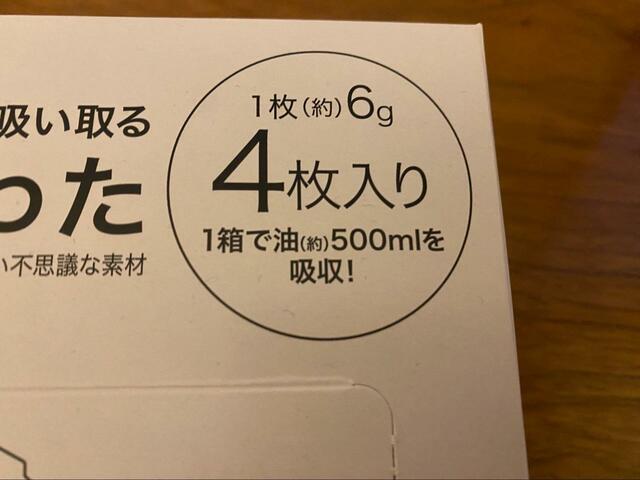 吸い取る
った
い不思議な素材
1枚(約)6g
4枚入り
1箱で油(約)500mlを
吸収!